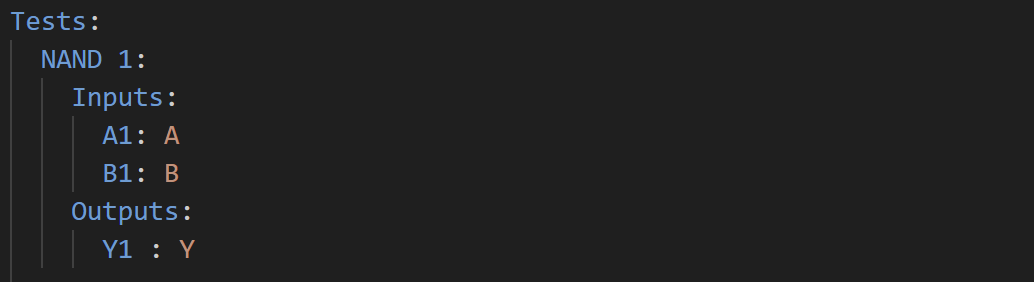 Tests:
NAND 1:
Inputs:
A1: A
B1: B
Outputs:
Y1 : Y